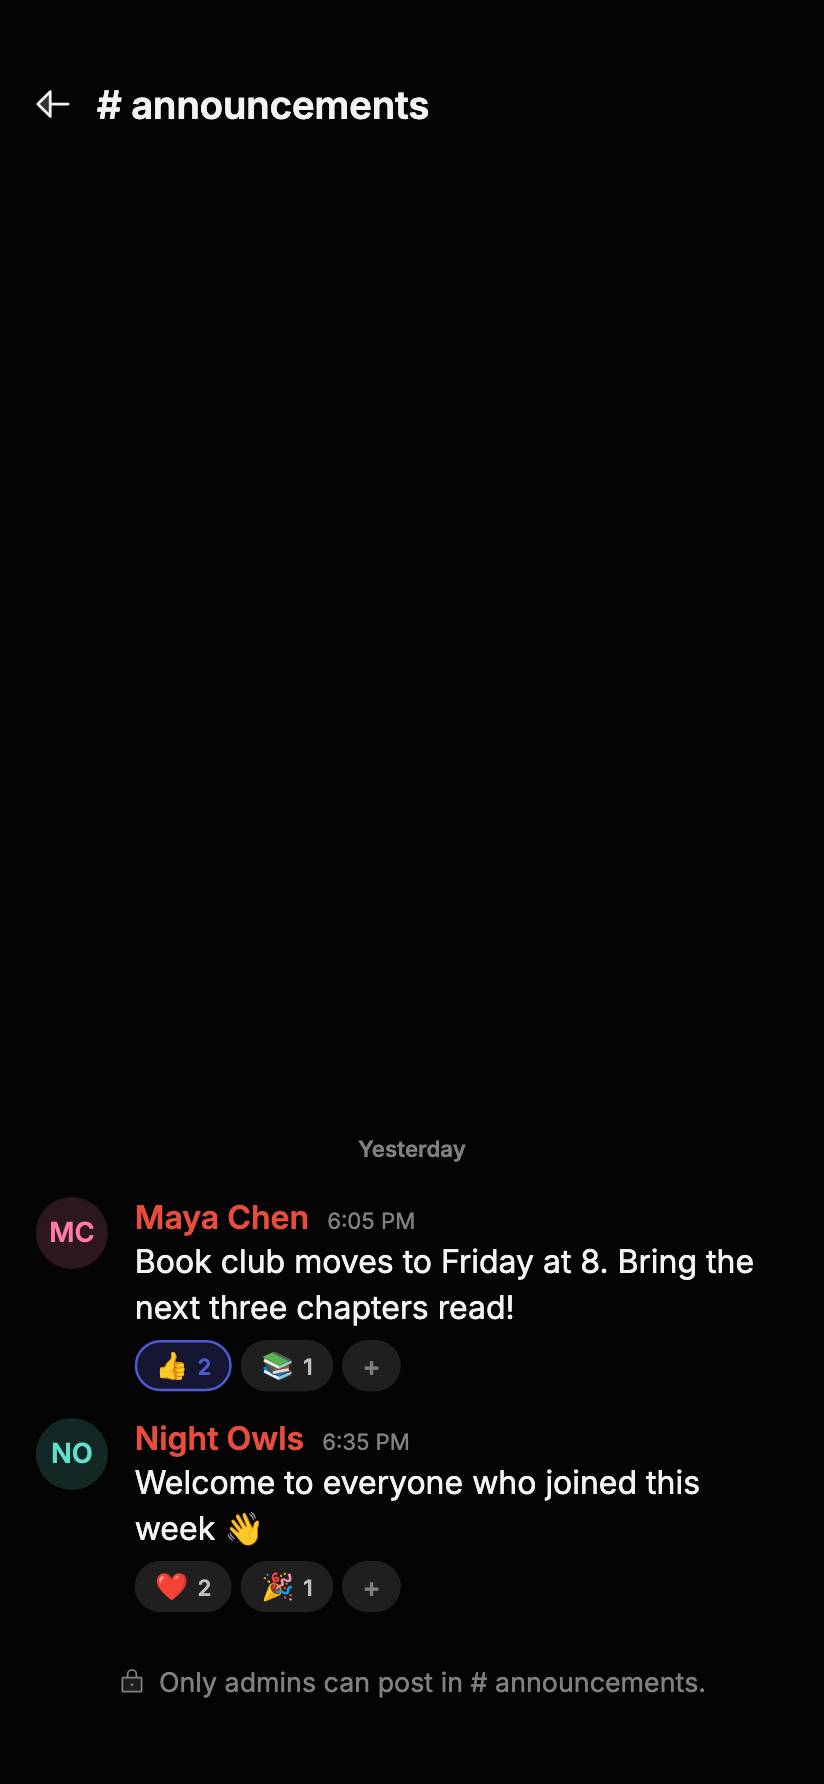 # announcements
Yesterday
MC
Maya Chen 6:05 PM
Book club moves to Friday at 8. Bring the
next three chapters read!
👍 2 📚 1 +
NO
Night Owls 6:35 PM
Welcome to everyone who joined this
week 👋
❤️ 2 🎉 1 +
Only admins can post in # announcements.